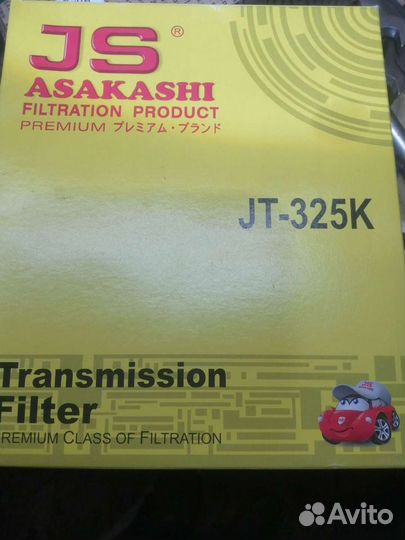 JS®
ASAKASHI
FILTRATION PRODUCT
PREMIUM プレミアム・ブランド
JT-325K
Transmission
Filter
PREMIUM CLASS OF FILTRATION
JS
Avito